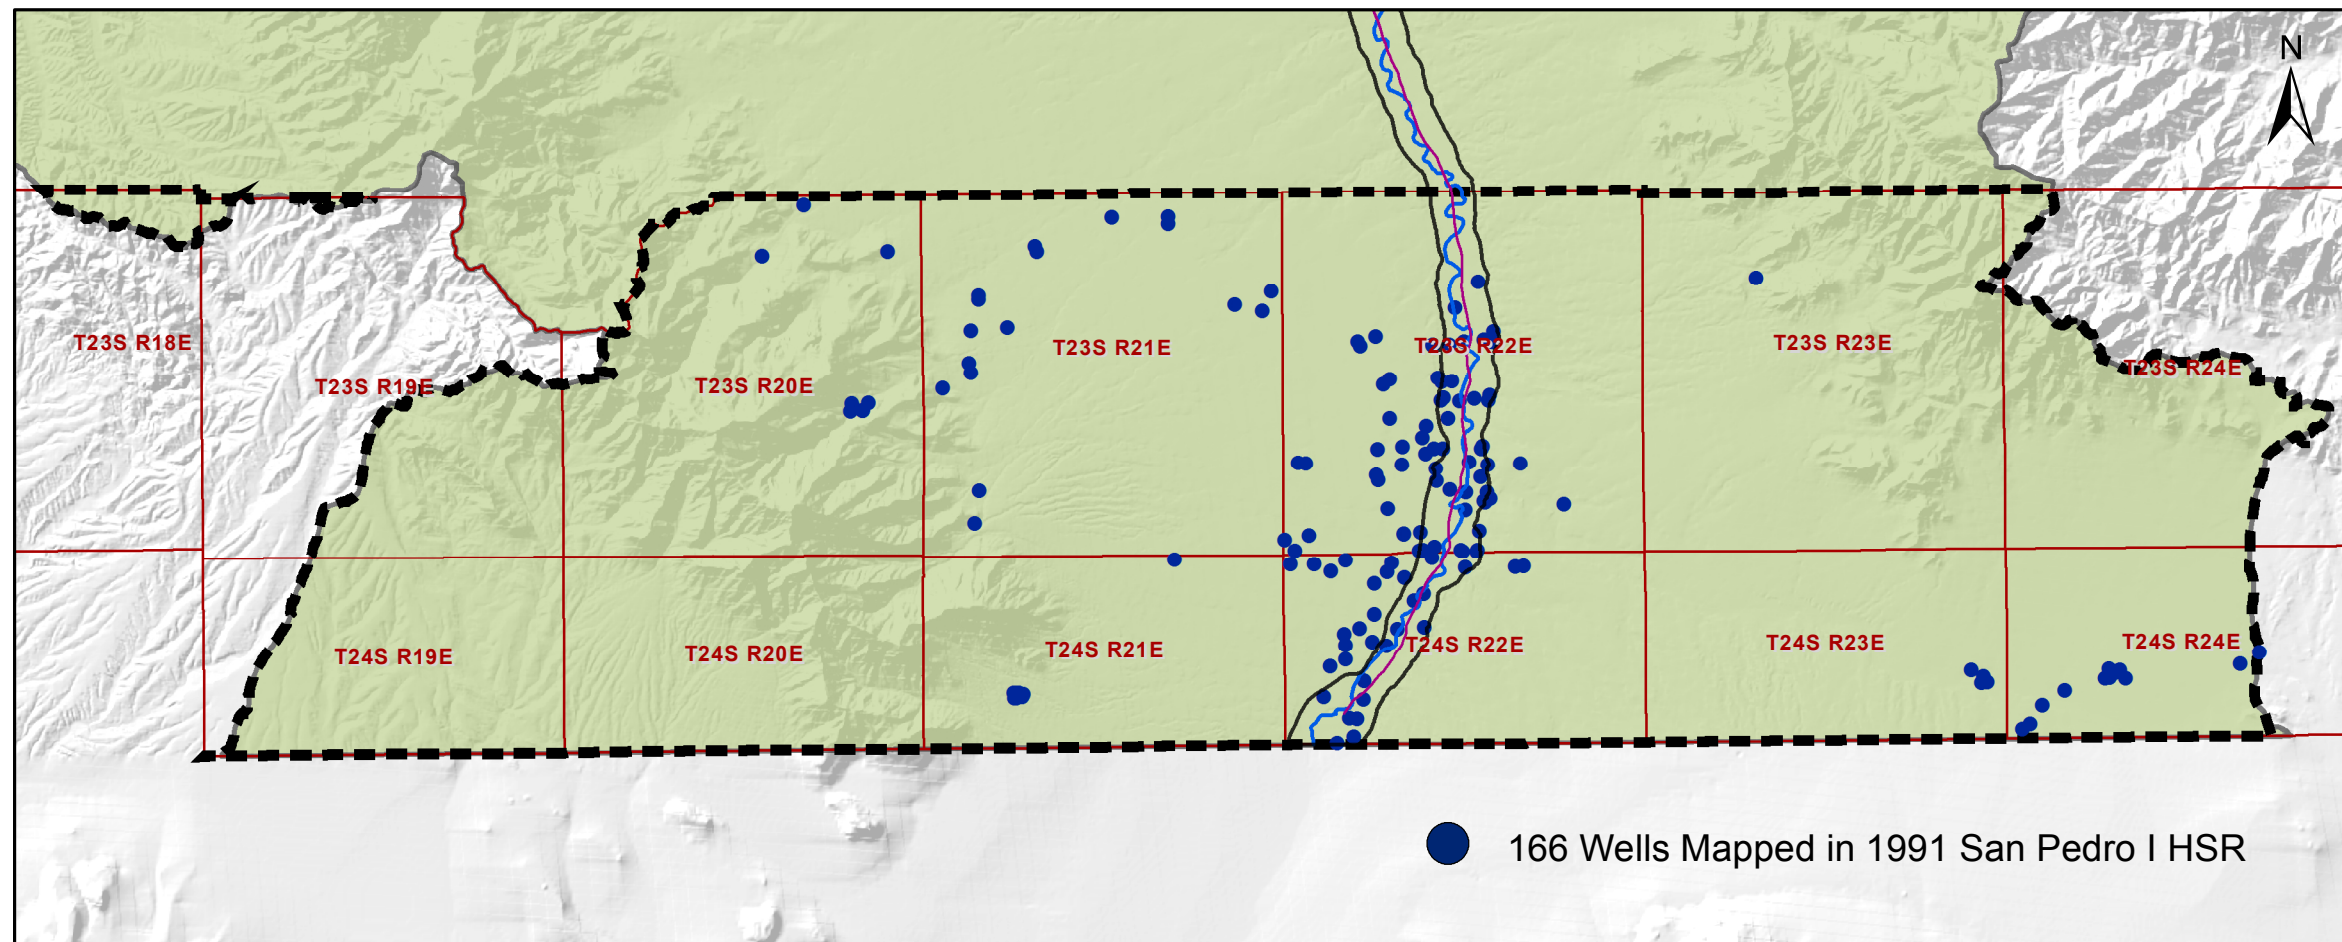 N
T23S R18E
T23S R19E
T23S R20E
T23S R21E
T23S R22E
T23S R23E
T23S R24E
T24S R19E
T24S R20E
T24S R21E
T24S R22E
T24S R23E
T24S R24E
166 Wells Mapped in 1991 San Pedro I HSR